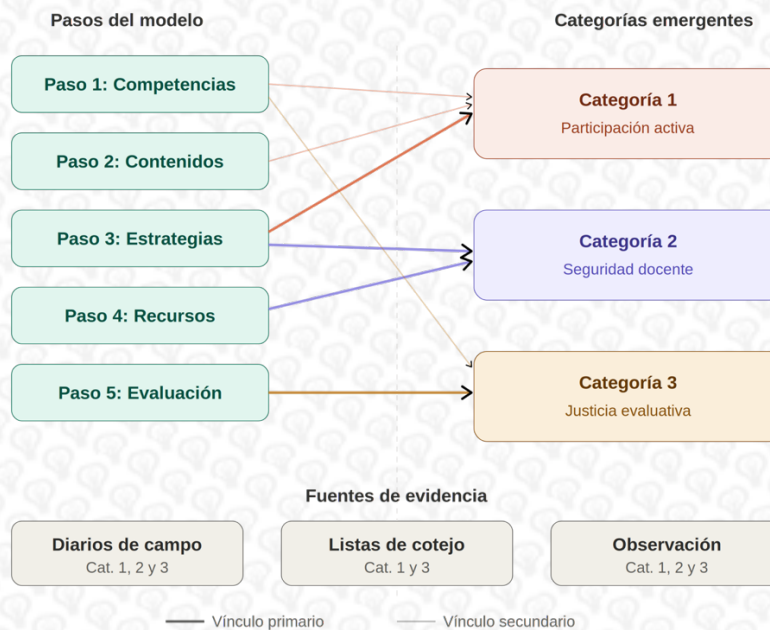 Pasos del modelo
Categorías emergentes
Paso 1: Competencias
Paso 2: Contenidos
Paso 3: Estrategias
Paso 4: Recursos
Paso 5: Evaluación
Categoría 1
Participación activa
Categoría 2
Seguridad docente
Categoría 3
Justicia evaluativa
Fuentes de evidencia
Diarios de campo
Cat. 1, 2 y 3
Listas de cotejo
Cat. 1 y 3
Observación
Cat. 1, 2 y 3
Vínculo primario
Vínculo secundario